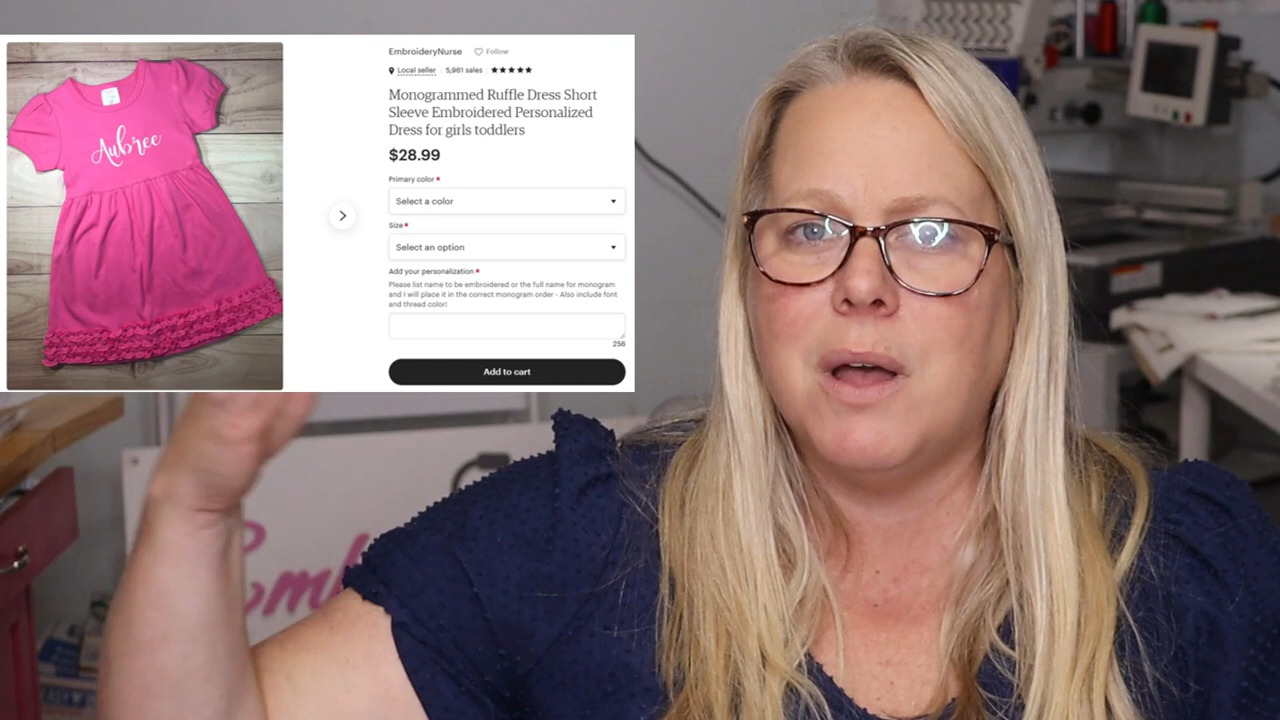 EmbroideryNurse Follow
Local seller 5,961 sales ★★★★★
Monogrammed Ruffle Dress Short
Sleeve Embroidered Personalized
Dress for girls toddlers
$28.99
Primary color *
Select a color
Size *
Select an option
Add your personalization *
Please list name to be embroidered or the full name for monogram
and I will place it in the correct monogram order - Also include font
and thread color!
256
Add to cart
Aubree
Emb